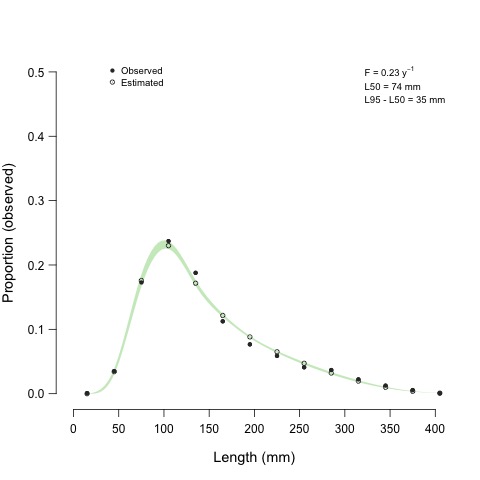 Observed
Estimated
F = 0.23 y⁻¹
L50 = 74 mm
L95 - L50 = 35 mm
Proportion (observed)
0.5
0.4
0.3
0.2
0.1
0.0
0 50 100 150 200 250 300 350 400
Length (mm)